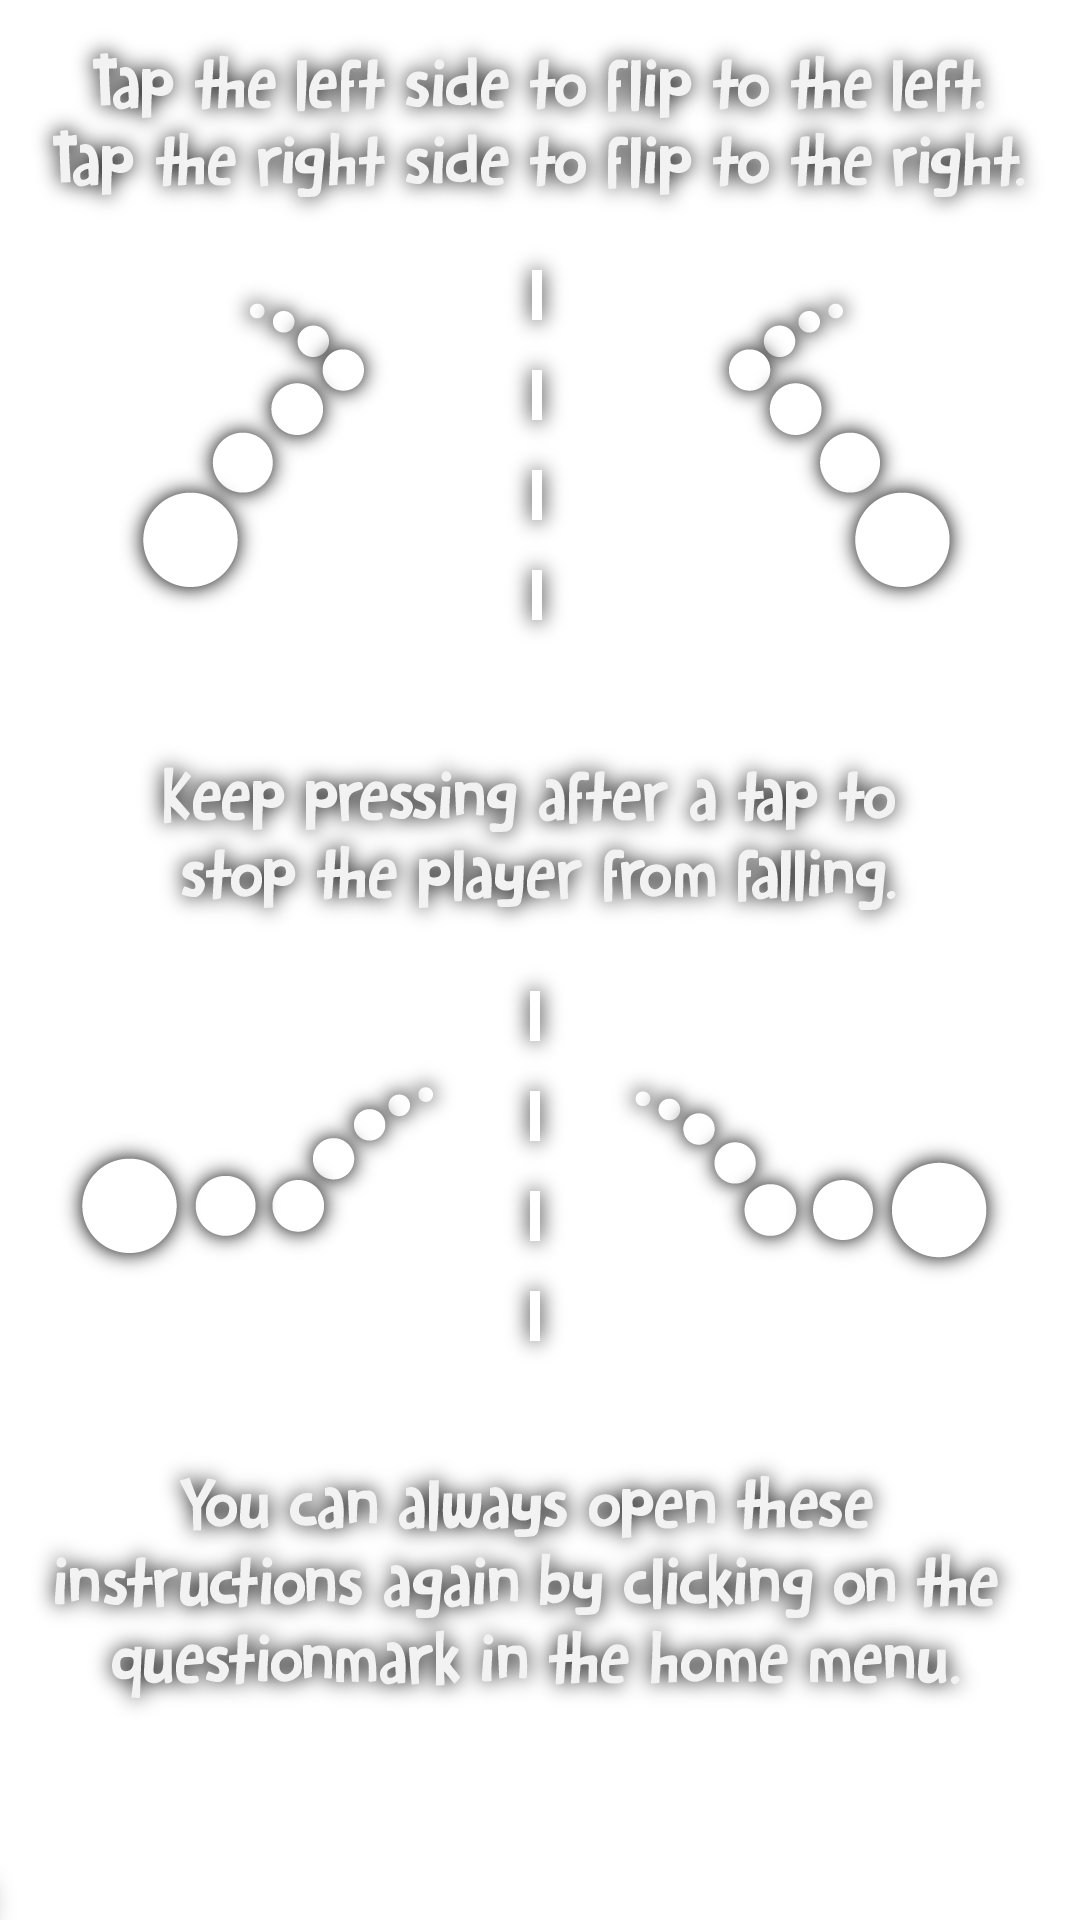 Tap the left side to flip to the left.
Tap the right side to flip to the right.
Keep pressing after a tap to
stop the player from falling.
You can always open these
instructions again by clicking on the
questionmark in the home menu.